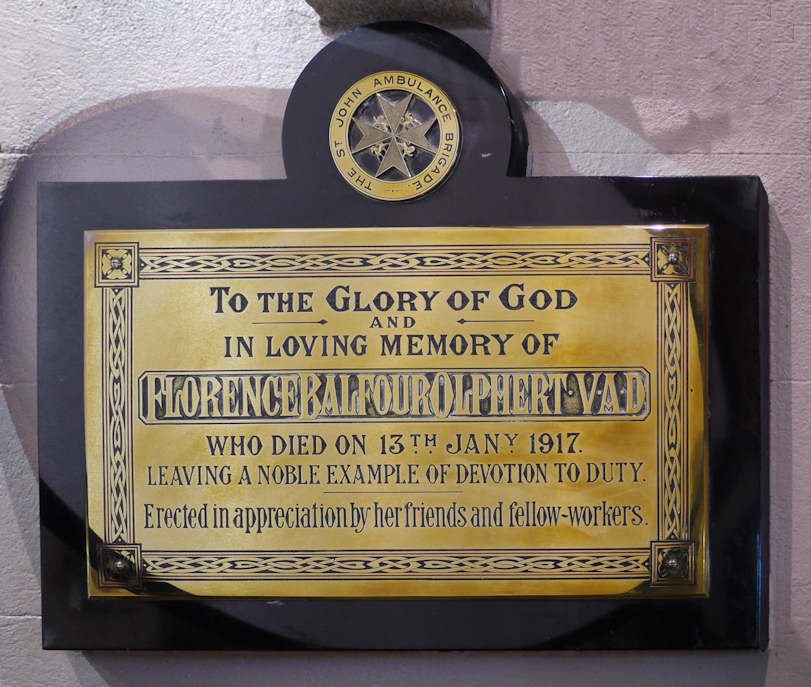 THE ST JOHN AMBULANCE BRIGADE.
TO THE GLORY OF GOD
AND
IN LOVING MEMORY OF
FLORENCE BALFOUR OLPHERT V·A·D
WHO DIED ON 13TH JANY 1917.
LEAVING A NOBLE EXAMPLE OF DEVOTION TO DUTY.
Erected in appreciation by her friends and fellow-workers.